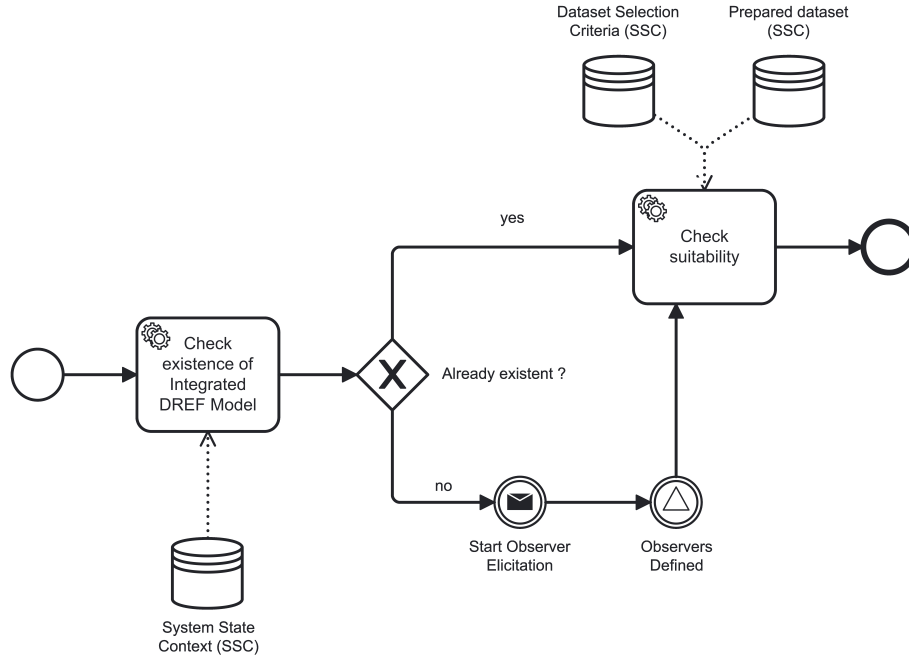 Dataset Selection
Criteria (SSC)
Prepared dataset
(SSC)
yes
Check
suitability
Check
existence of
Integrated
DREF Model
Already existent ?
no
Start Observer
Elicitation
Observers
Defined
System State
Context (SSC)